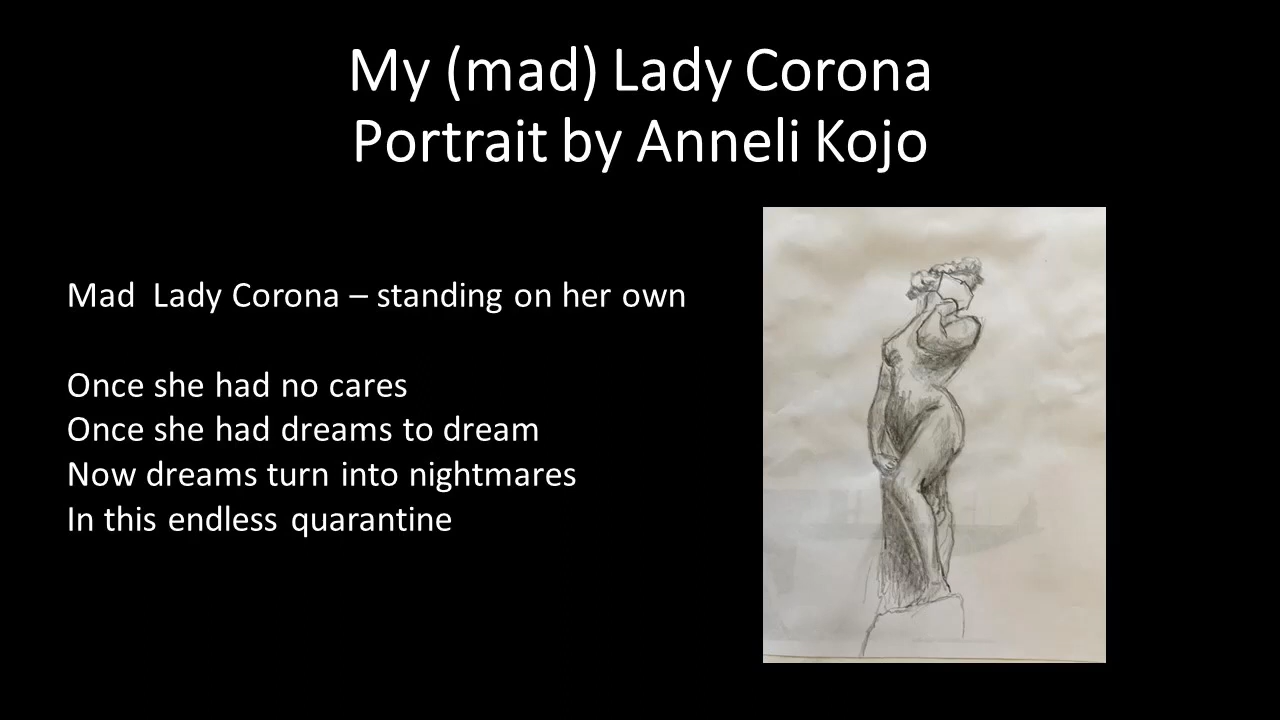 My (mad) Lady Corona
Portrait by Anneli Kojo
Mad Lady Corona – standing on her own
Once she had no cares
Once she had dreams to dream
Now dreams turn into nightmares
In this endless quarantine